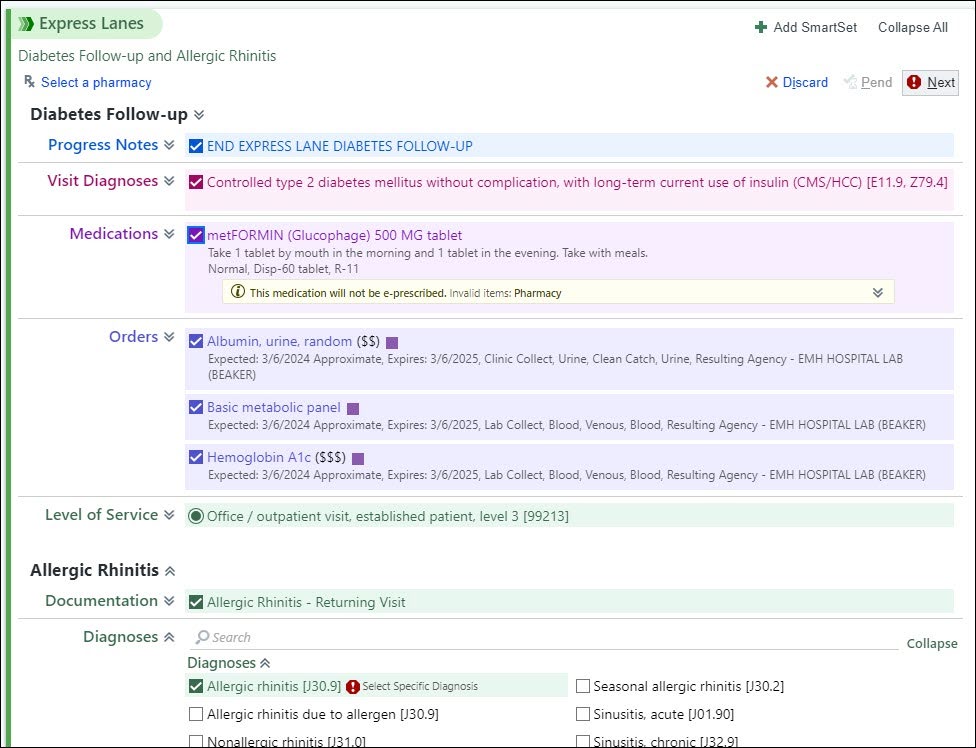 Express Lanes
Add SmartSet Collapse All
Diabetes Follow-up and Allergic Rhinitis
Select a pharmacy
Discard Pend Next
Diabetes Follow-up
Progress Notes END EXPRESS LANE DIABETES FOLLOW-UP
Visit Diagnoses Controlled type 2 diabetes mellitus without complication, with long-term current use of insulin (CMS/HCC) [E11.9, Z79.4]
Medications metFORMIN (Glucophage) 500 MG tablet
Take 1 tablet by mouth in the morning and 1 tablet in the evening. Take with meals.
Normal, Disp-60 tablet, R-11
This medication will not be e-prescribed. Invalid items: Pharmacy
Orders Albumin, urine, random ($$)
Expected: 3/6/2024 Approximate, Expires: 3/6/2025, Clinic Collect, Urine, Clean Catch, Urine, Resulting Agency - EMH HOSPITAL LAB
(BEAKER)
Basic metabolic panel
Expected: 3/6/2024 Approximate, Expires: 3/6/2025, Lab Collect, Blood, Venous, Blood, Resulting Agency - EMH HOSPITAL LAB (BEAKER)
Hemoglobin A1c ($$$)
Expected: 3/6/2024 Approximate, Expires: 3/6/2025, Lab Collect, Blood, Venous, Blood, Resulting Agency - EMH HOSPITAL LAB (BEAKER)
Level of Service Office / outpatient visit, established patient, level 3 [99213]
Allergic Rhinitis
Documentation Allergic Rhinitis - Returning Visit
Diagnoses Search
Collapse
Diagnoses
Allergic rhinitis [J30.9] Select Specific Diagnosis Seasonal allergic rhinitis [J30.2]
Allergic rhinitis due to allergen [J30.9] Sinusitis, acute [J01.90]
Nonallergic rhinitis [J31.0] Sinusitis, chronic [J32.9]